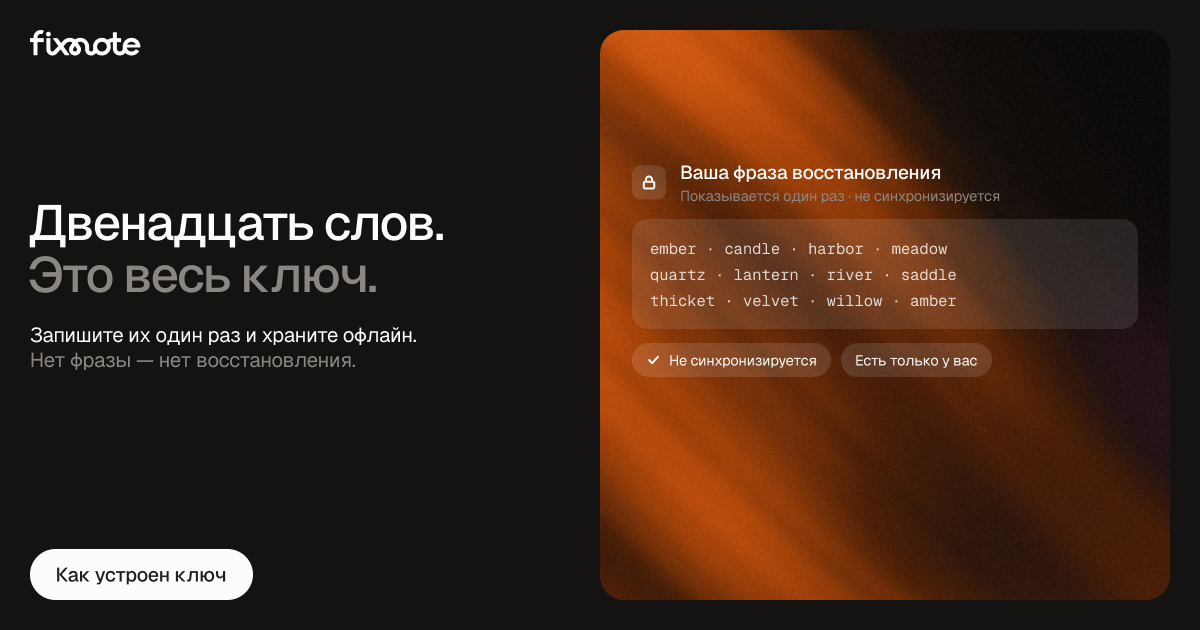 fixnote
Двенадцать слов.
Это весь ключ.
Запишите их один раз и храните офлайн.
Нет фразы — нет восстановления.
Как устроен ключ
Ваша фраза восстановления
Показывается один раз · не синхронизируется
ember · candle · harbor · meadow
quartz · lantern · river · saddle
thicket · velvet · willow · amber
Не синхронизируется
Есть только у вас